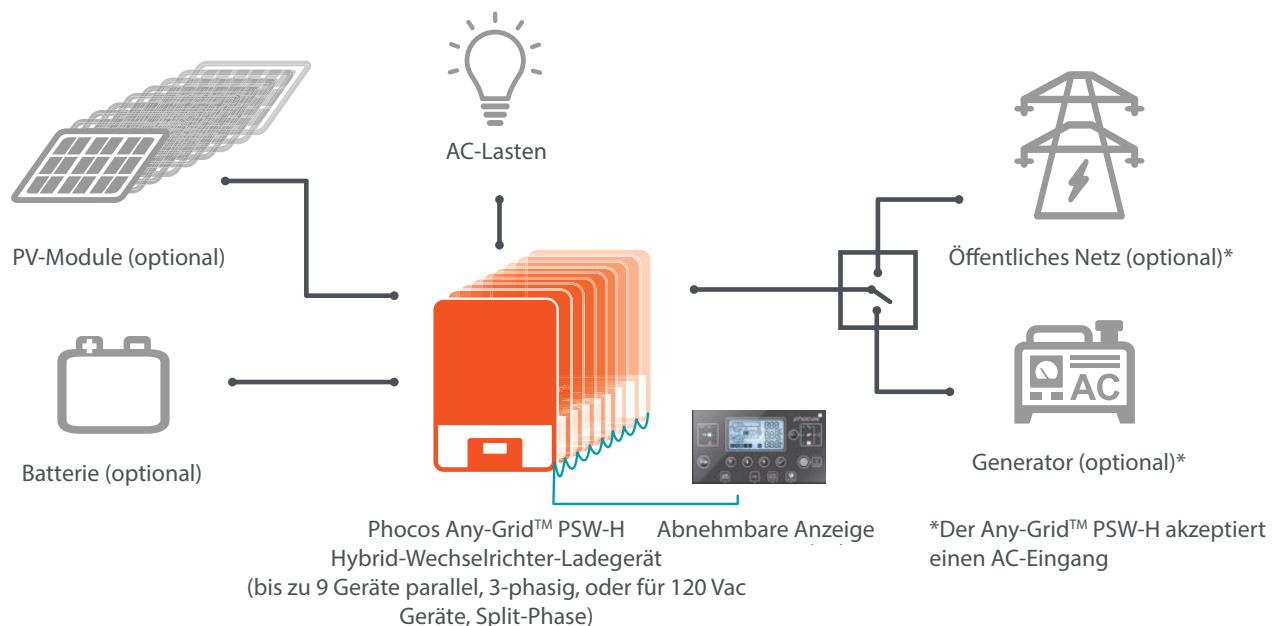 AC-Lasten
PV-Module (optional)
Öffentliches Netz (optional)*
AC
Batterie (optional)
phocos
Generator (optional)*
Phocos Any-Grid™ PSW-H
Hybrid-Wechselrichter-Ladegerät
(bis zu 9 Geräte parallel, 3-phasig, oder für 120 Vac
Geräte, Split-Phase)
Abnehmbare Anzeige
*Der Any-Grid™ PSW-H akzeptiert
einen AC-Eingang